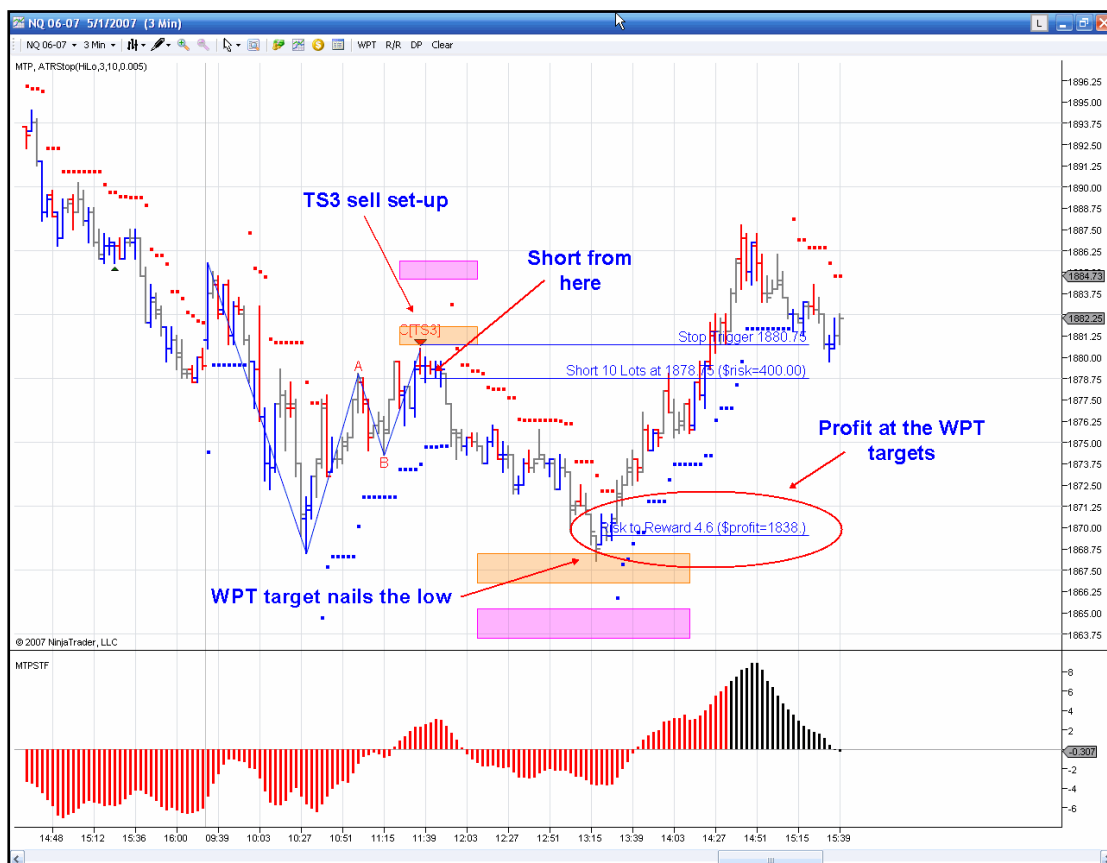 NQ 06-07  5/1/2007  (3 Min)
L
NQ 06-07 3 Min WPT R/R DP Clear
MTP, ATRStop(HiLo,3,10,0.005)
1896.25
1895.00
1893.75
1892.50
1891.25
1890.00
TS3 sell set-up
1888.75
1887.50
Short from
here
1886.25
1884.73
1883.75
1882.25
C[TS3]
Stop Trigger 1880.75
1881.25
1880.00
A
Short 10 Lots at 1878.75 ($risk=400.00)
1878.75
1877.50
Profit at the WPT
targets
1876.25
1875.00
B
1873.75
1872.50
1871.25
Risk to Reward 4.6 ($profit=1838.)
1870.00
1868.75
1867.50
WPT target nails the low
1866.25
1865.00
1863.75
© 2007 NinjaTrader, LLC
MTPSTF
8
6
4
2
-0.307
-2
-4
-6
14:48 15:12 15:36 16:00 09:39 10:03 10:27 10:51 11:15 11:39 12:03 12:27 12:51 13:15 13:39 14:03 14:27 14:51 15:15 15:39